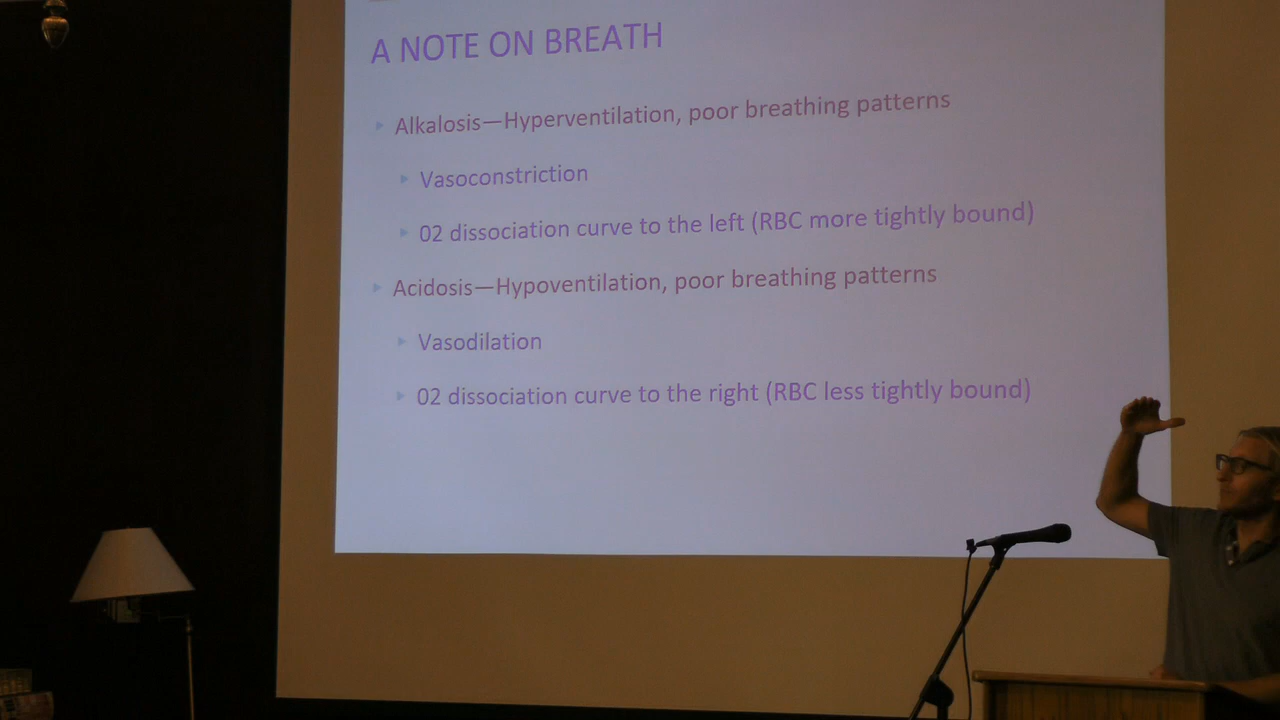 A NOTE ON BREATH
Alkalosis—Hyperventilation, poor breathing patterns
Vasoconstriction
02 dissociation curve to the left (RBC more tightly bound)
Acidosis—Hypoventilation, poor breathing patterns
Vasodilation
02 dissociation curve to the right (RBC less tightly bound)